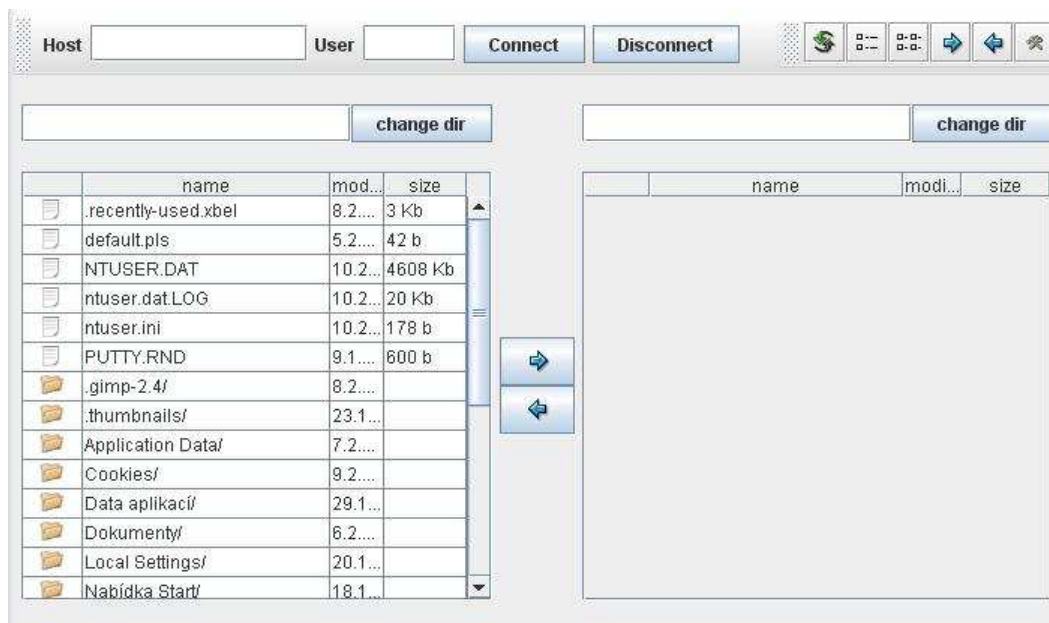 Host User Connect Disconnect
change dir change dir
name mod... size name modi... size
.recently-used.xbel 8.2.... 3 Kb
default.pls 5.2.... 42 b
NTUSER.DAT 10.2... 4608 Kb
ntuser.dat.LOG 10.2... 20 Kb
ntuser.ini 10.2... 178 b
PUTTY.RND 9.1.... 600 b
.gimp-2.4/ 8.2....
.thumbnails/ 23.1...
Application Data/ 7.2....
Cookies/ 9.2....
Data aplikací/ 29.1...
Dokumenty/ 6.2....
Local Settings/ 20.1...
Nabídka Start/ 18.1...